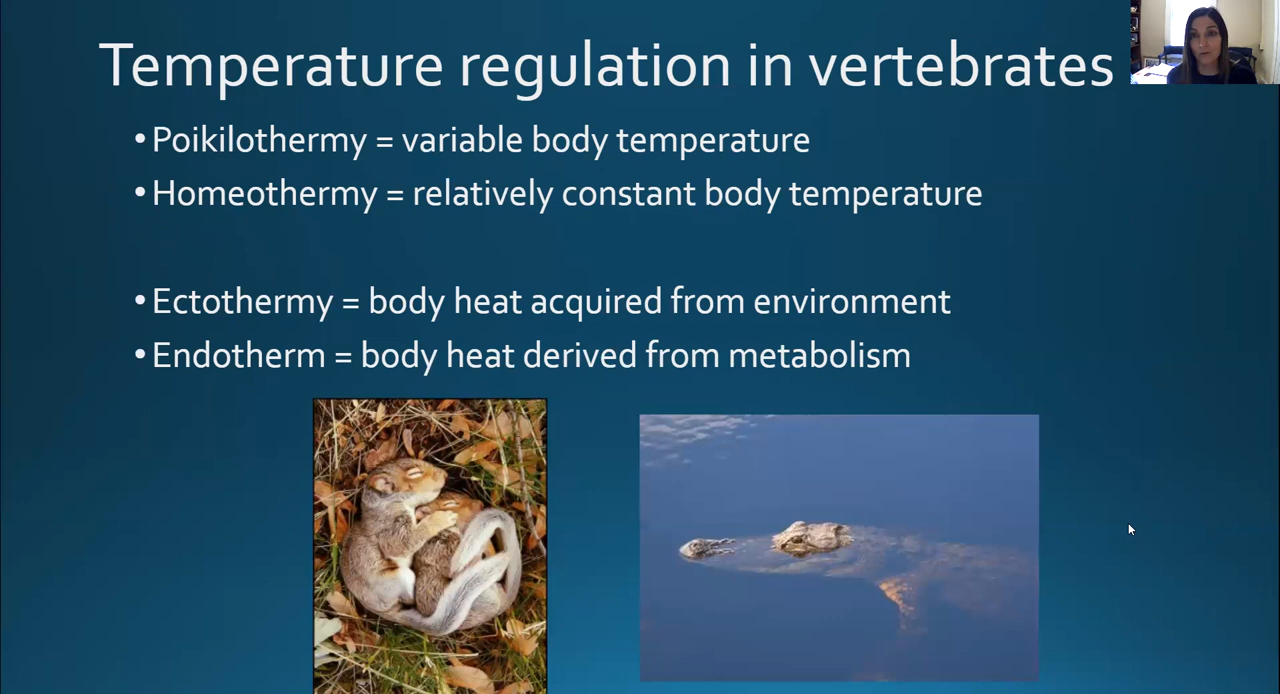 Temperature regulation in vertebrates
•Poikilothermy = variable body temperature
•Homeothermy = relatively constant body temperature
•Ectothermy = body heat acquired from environment
•Endotherm = body heat derived from metabolism